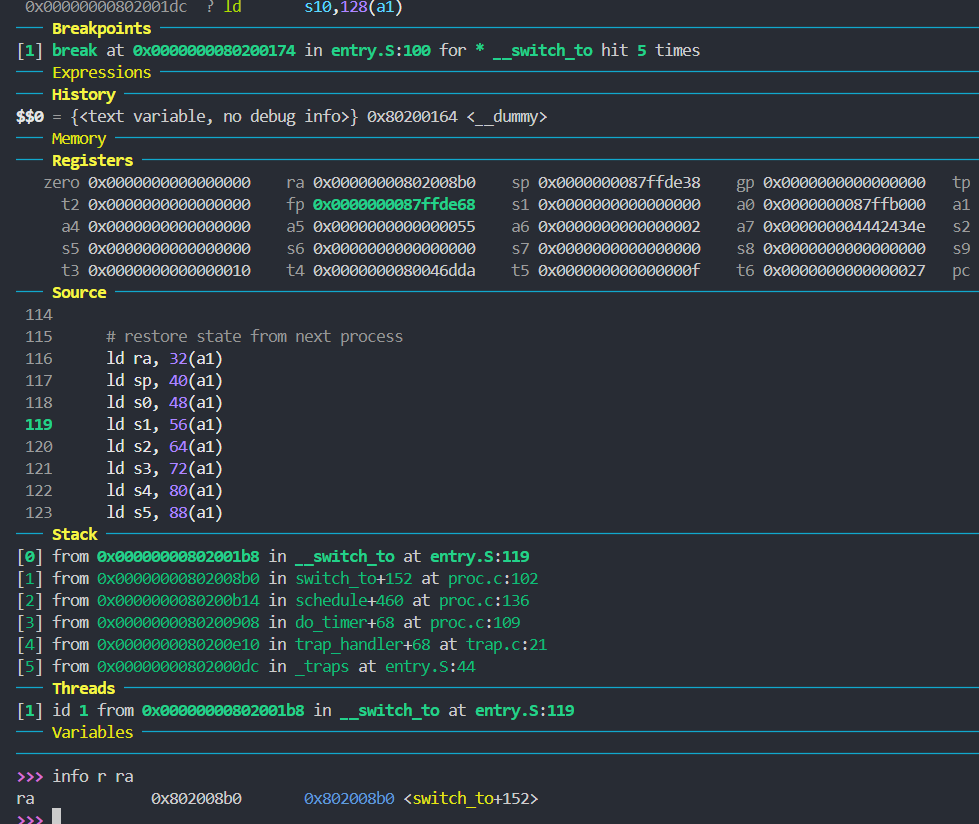 0x00000000802001dc  ? ld       s10,128(a1)
Breakpoints
[1] break at 0x0000000080200174 in entry.S:100 for * __switch_to hit 5 times
Expressions
History
$$0 = {<text variable, no debug info>} 0x80200164 <__dummy>
Memory
Registers
zero 0x0000000000000000    ra 0x00000000802008b0    sp 0x0000000087ffde38    gp 0x0000000000000000   tp
t2 0x0000000000000000    fp 0x0000000087ffde68    s1 0x0000000000000000    a0 0x0000000087ffb000   a1
a4 0x0000000000000000    a5 0x0000000000000055    a6 0x0000000000000002    a7 0x000000004442434e   s2
s5 0x0000000000000000    s6 0x0000000000000000    s7 0x0000000000000000    s8 0x0000000000000000   s9
t3 0x0000000000000010    t4 0x0000000080046dda    t5 0x000000000000000f    t6 0x0000000000000027   pc
Source
114
115      # restore state from next process
116      ld ra, 32(a1)
117      ld sp, 40(a1)
118      ld s0, 48(a1)
119      ld s1, 56(a1)
120      ld s2, 64(a1)
121      ld s3, 72(a1)
122      ld s4, 80(a1)
123      ld s5, 88(a1)
Stack
[0] from 0x00000000802001b8 in __switch_to at entry.S:119
[1] from 0x00000000802008b0 in switch_to+152 at proc.c:102
[2] from 0x0000000080200b14 in schedule+460 at proc.c:136
[3] from 0x0000000080200908 in do_timer+68 at proc.c:109
[4] from 0x0000000080200e10 in trap_handler+68 at trap.c:21
[5] from 0x00000000802000dc in _traps at entry.S:44
Threads
[1] id 1 from 0x00000000802001b8 in __switch_to at entry.S:119
Variables
>>> info r ra
ra             0x802008b0       0x802008b0 <switch_to+152>
>>>